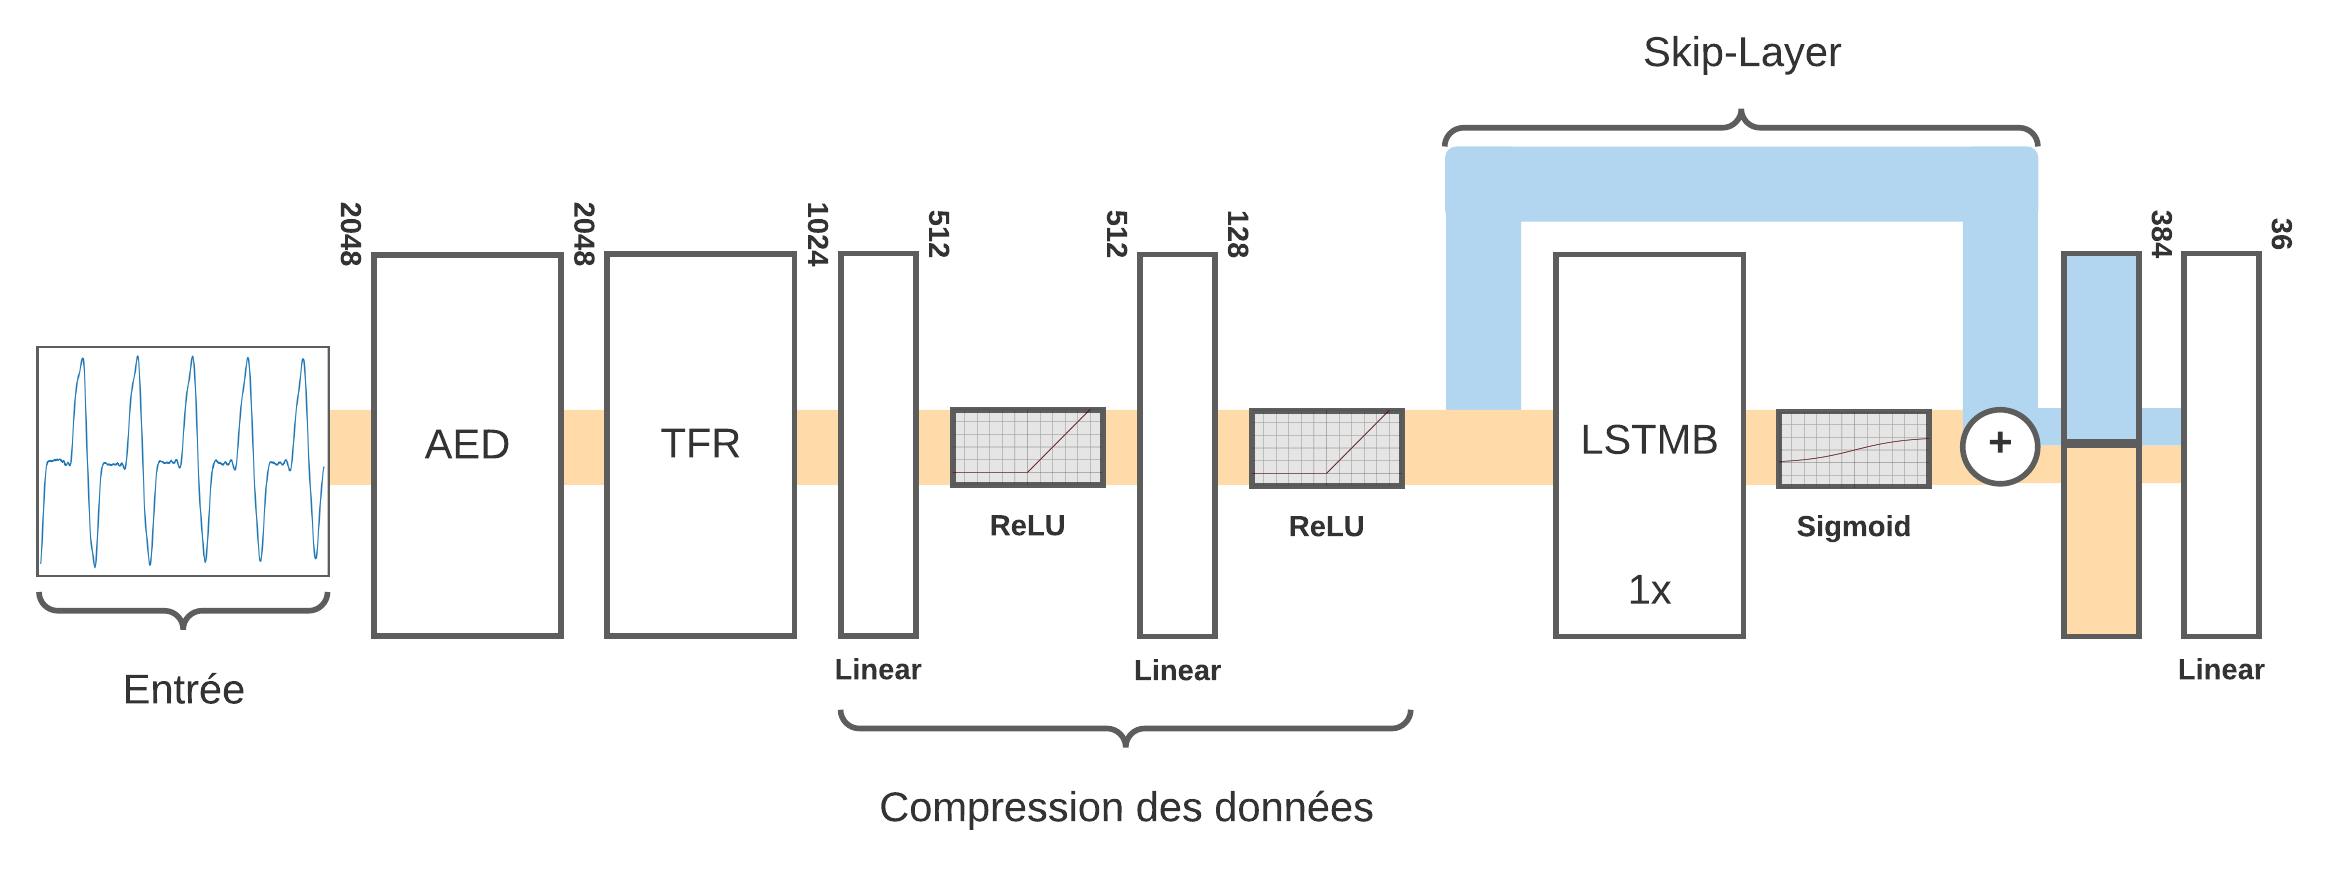 Skip-Layer
2048
2048
1024
512
512
128
384
36
AED
TFR
LSTMB
+
ReLU
ReLU
Sigmoid
1x
Linear
Linear
Linear
Entrée
Compression des données